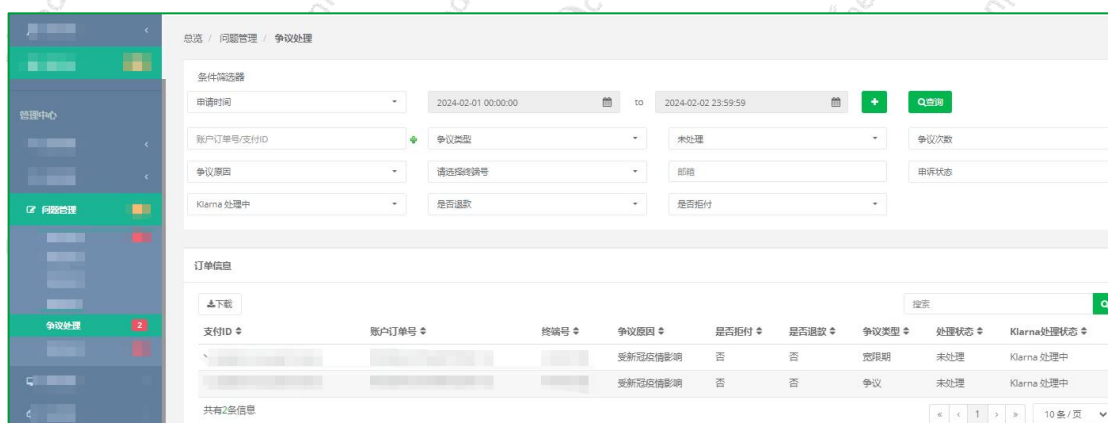 总览 / 问题管理 / 争议处理
条件筛选器
申请时间 2024-02-01 00:00:00 to 2024-02-02 23:59:59 + 查询
账户订单号/支付ID 争议类型 未处理 争议次数
争议原因 请选择终端号 邮箱 申诉状态
Klarna 处理中 是否退款 是否拒付
管理中心
问题管理
争议处理 2
订单信息
下载 搜索
支付ID 账户订单号 终端号 争议原因 是否拒付 是否退款 争议类型 处理状态 Klarna处理状态
受新冠疫情影响 否 否 宽限期 未处理 Klarna 处理中
受新冠疫情影响 否 否 争议 未处理 Klarna 处理中
共有2条信息
« < 1 > » 10 条 / 页